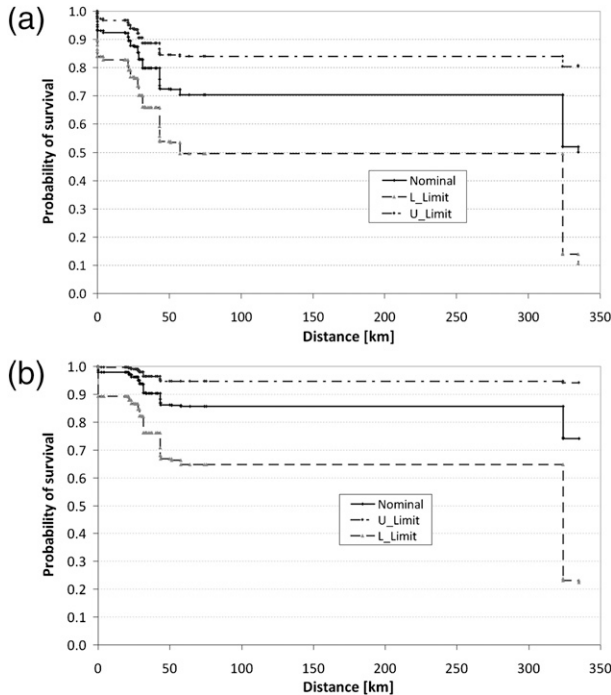 (a)
Probability of survival
1.0
0.9
0.8
0.7
0.6
0.5
0.4
0.3
0.2
0.1
0.0
Nominal
L_Limit
U_Limit
0 50 100 150 200 250 300 350
Distance [km]
(b)
Probability of survival
1.0
0.9
0.8
0.7
0.6
0.5
0.4
0.3
0.2
0.1
0.0
Nominal
U_Limit
L_Limit
0 50 100 150 200 250 300 350
Distance [km]